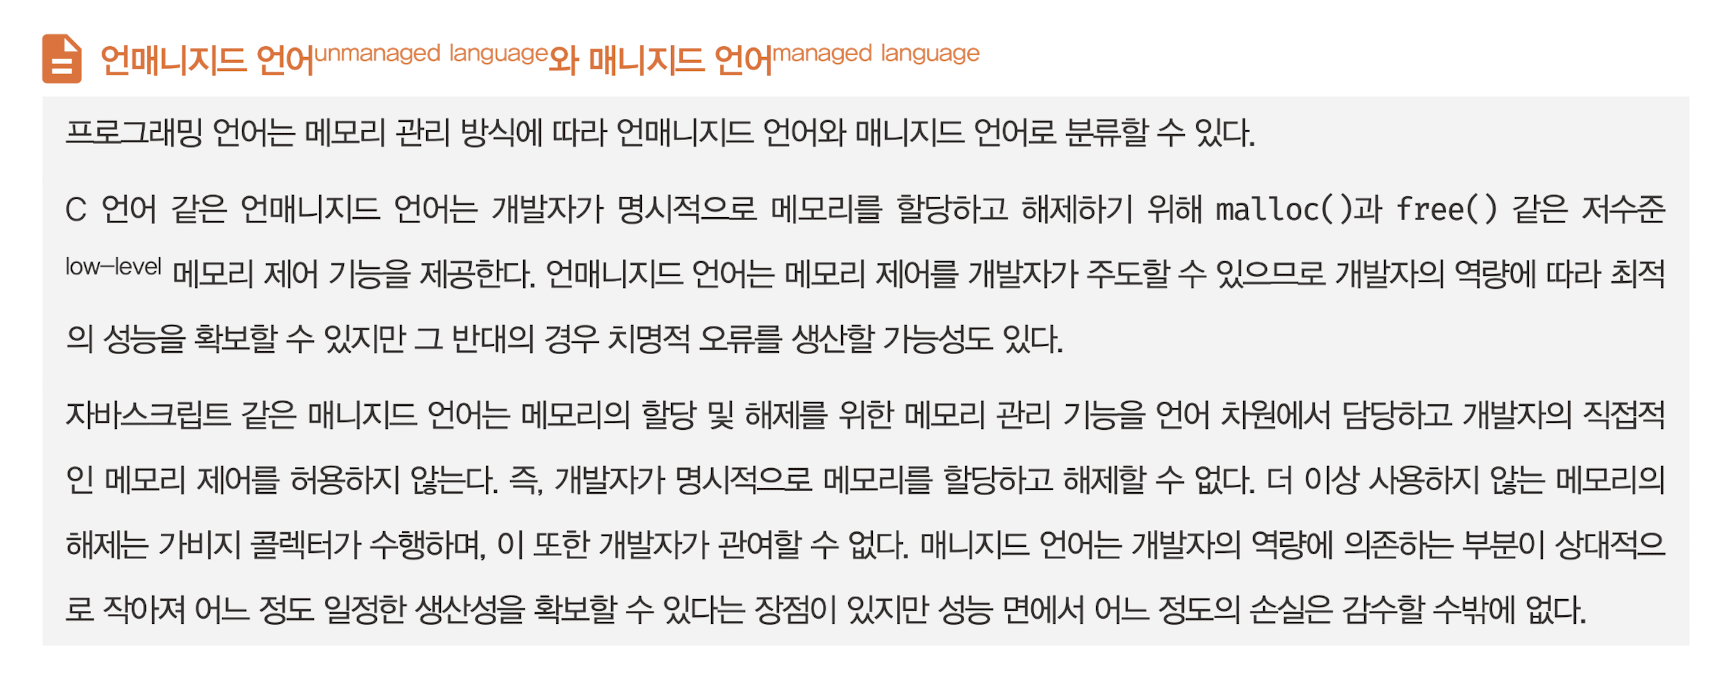 언매니지드 언어unmanaged language와 매니지드 언어managed language
프로그래밍 언어는 메모리 관리 방식에 따라 언매니지드 언어와 매니지드 언어로 분류할 수 있다.
C 언어 같은 언매니지드 언어는 개발자가 명시적으로 메모리를 할당하고 해제하기 위해 malloc()과 free() 같은 저수준
low-level 메모리 제어 기능을 제공한다. 언매니지드 언어는 메모리 제어를 개발자가 주도할 수 있으므로 개발자의 역량에 따라 최적
의 성능을 확보할 수 있지만 그 반대의 경우 치명적 오류를 생산할 가능성도 있다.
자바스크립트 같은 매니지드 언어는 메모리의 할당 및 해제를 위한 메모리 관리 기능을 언어 차원에서 담당하고 개발자의 직접적
인 메모리 제어를 허용하지 않는다. 즉, 개발자가 명시적으로 메모리를 할당하고 해제할 수 없다. 더 이상 사용하지 않는 메모리의
해제는 가비지 콜렉터가 수행하며, 이 또한 개발자가 관여할 수 없다. 매니지드 언어는 개발자의 역량에 의존하는 부분이 상대적으
로 작아져 어느 정도 일정한 생산성을 확보할 수 있다는 장점이 있지만 성능 면에서 어느 정도의 손실은 감수할 수밖에 없다.